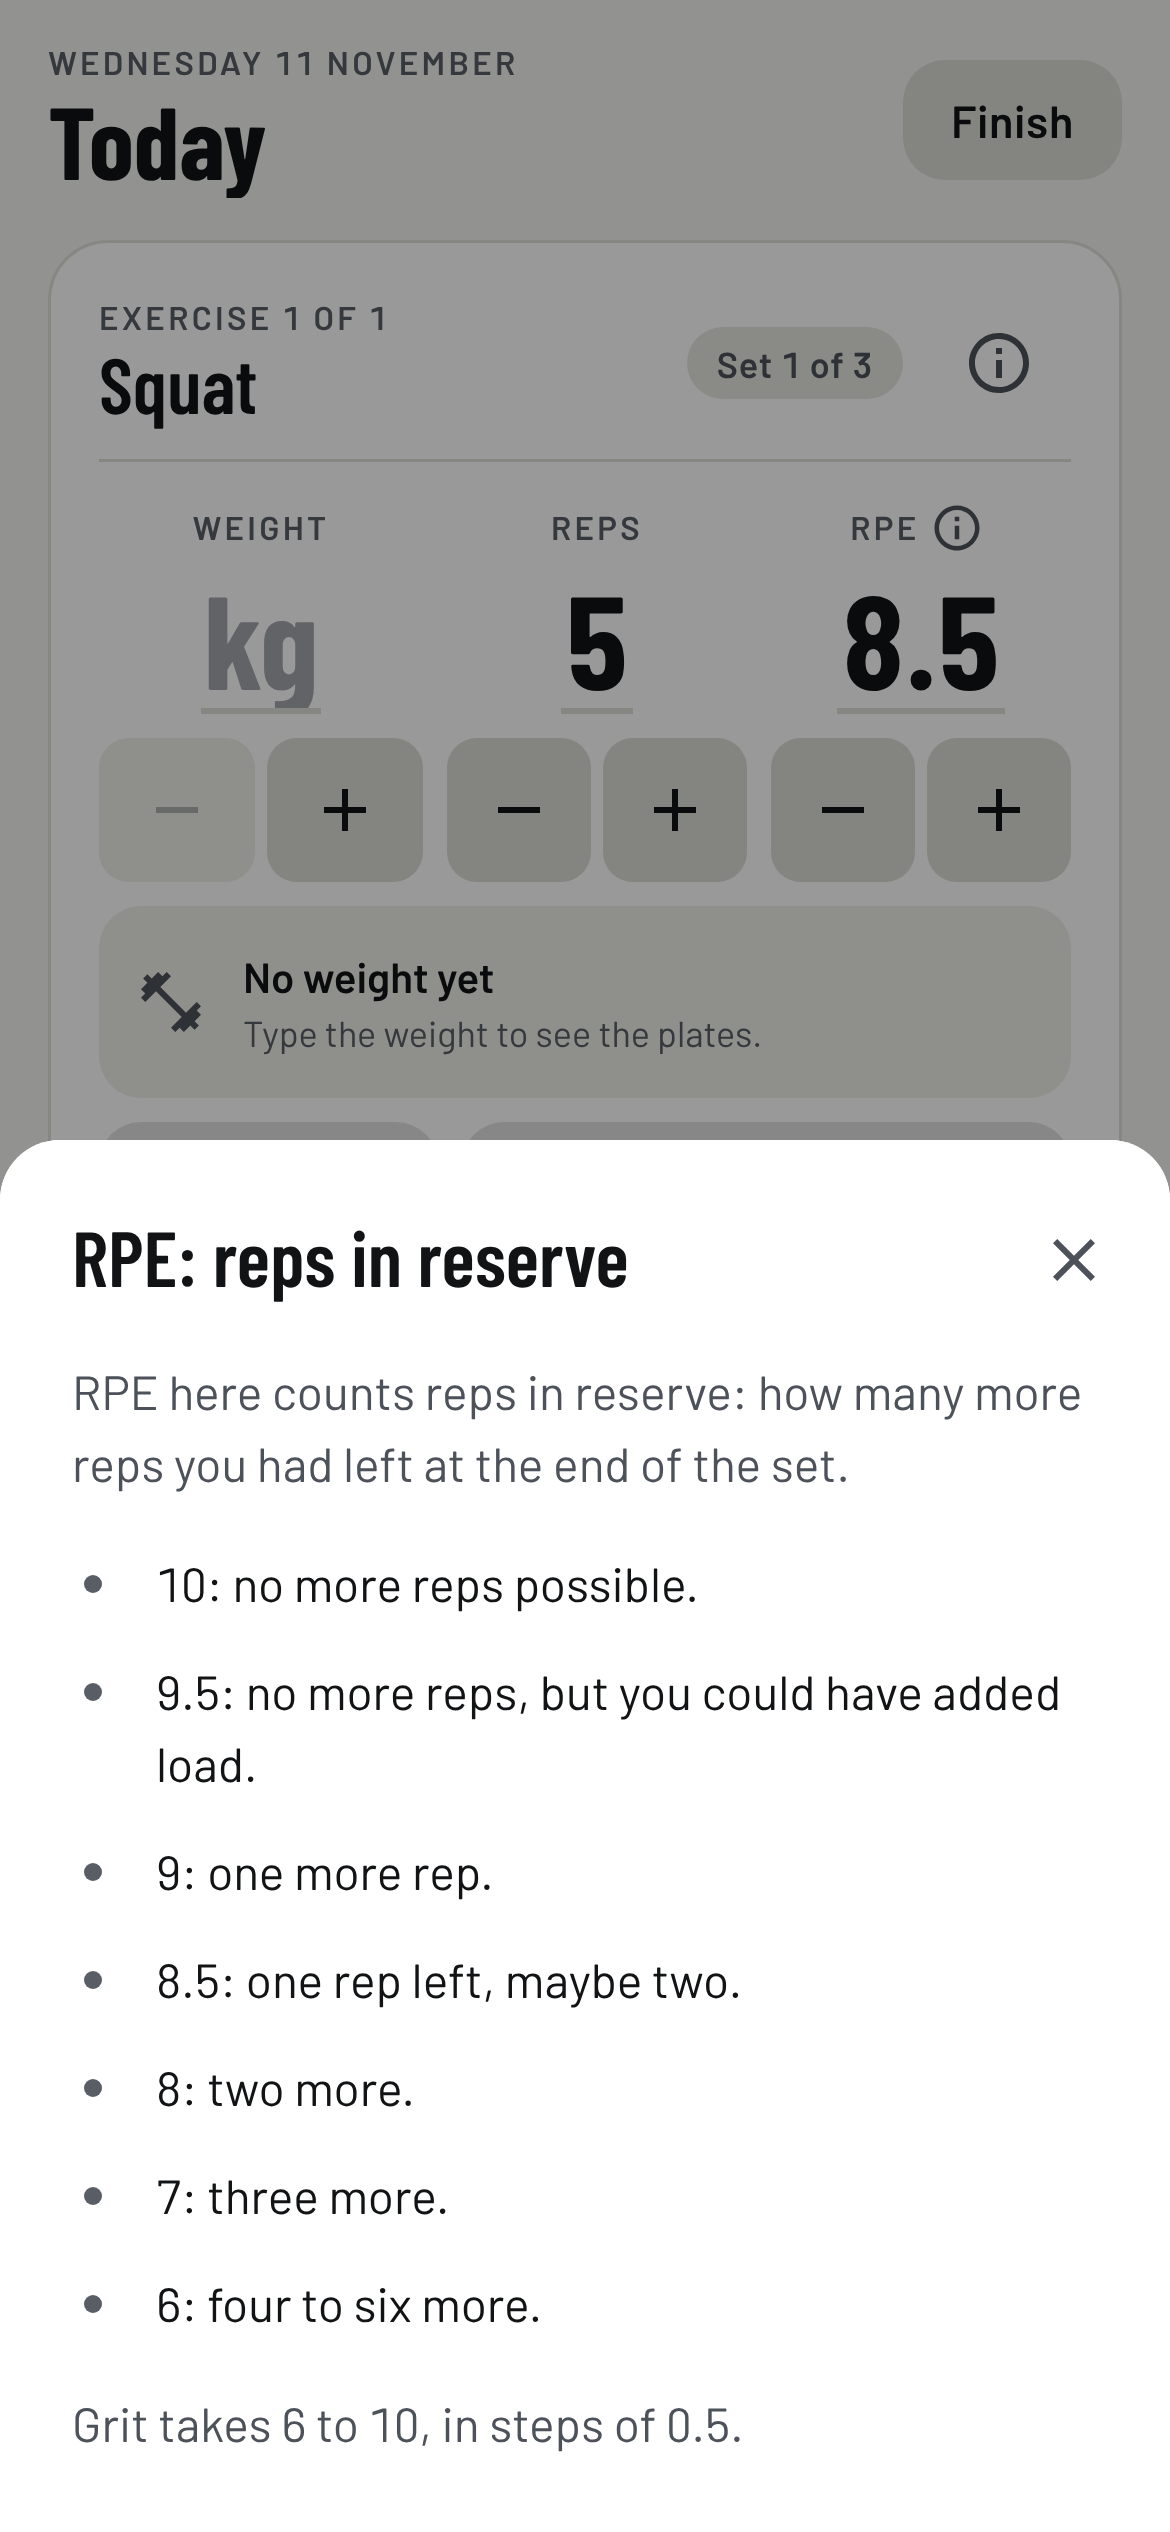 WEDNESDAY 11 NOVEMBER
Today
Finish
EXERCISE 1 OF 1
Squat
Set 1 of 3
WEIGHT
REPS
RPE
kg
5
8.5
No weight yet
Type the weight to see the plates.
RPE: reps in reserve
RPE here counts reps in reserve: how many more
reps you had left at the end of the set.
10: no more reps possible.
9.5: no more reps, but you could have added
load.
9: one more rep.
8.5: one rep left, maybe two.
8: two more.
7: three more.
6: four to six more.
Grit takes 6 to 10, in steps of 0.5.